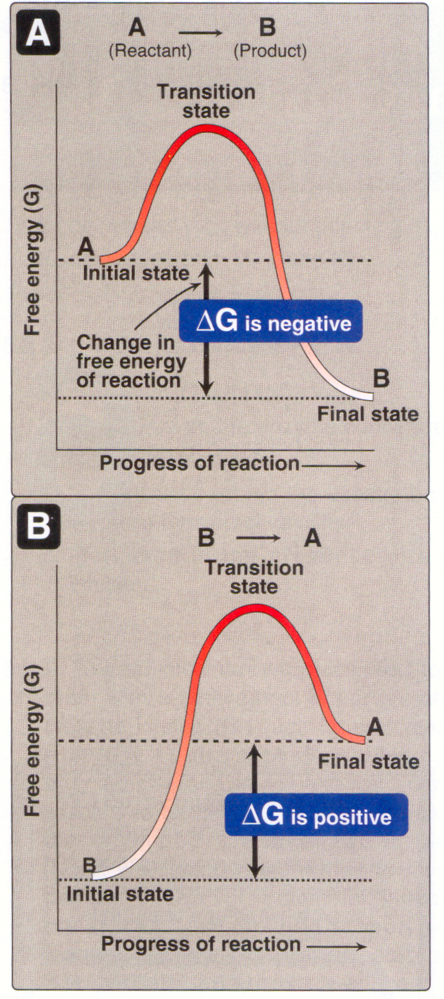 A
A ⟶ B
(Reactant) (Product)
Transition
state
Free energy (G)
A
Initial state
ΔG is negative
Change in
free energy
of reaction
B
Final state
Progress of reaction ⟶
B
B ⟶ A
Transition
state
Free energy (G)
A
Final state
ΔG is positive
B
Initial state
Progress of reaction ⟶